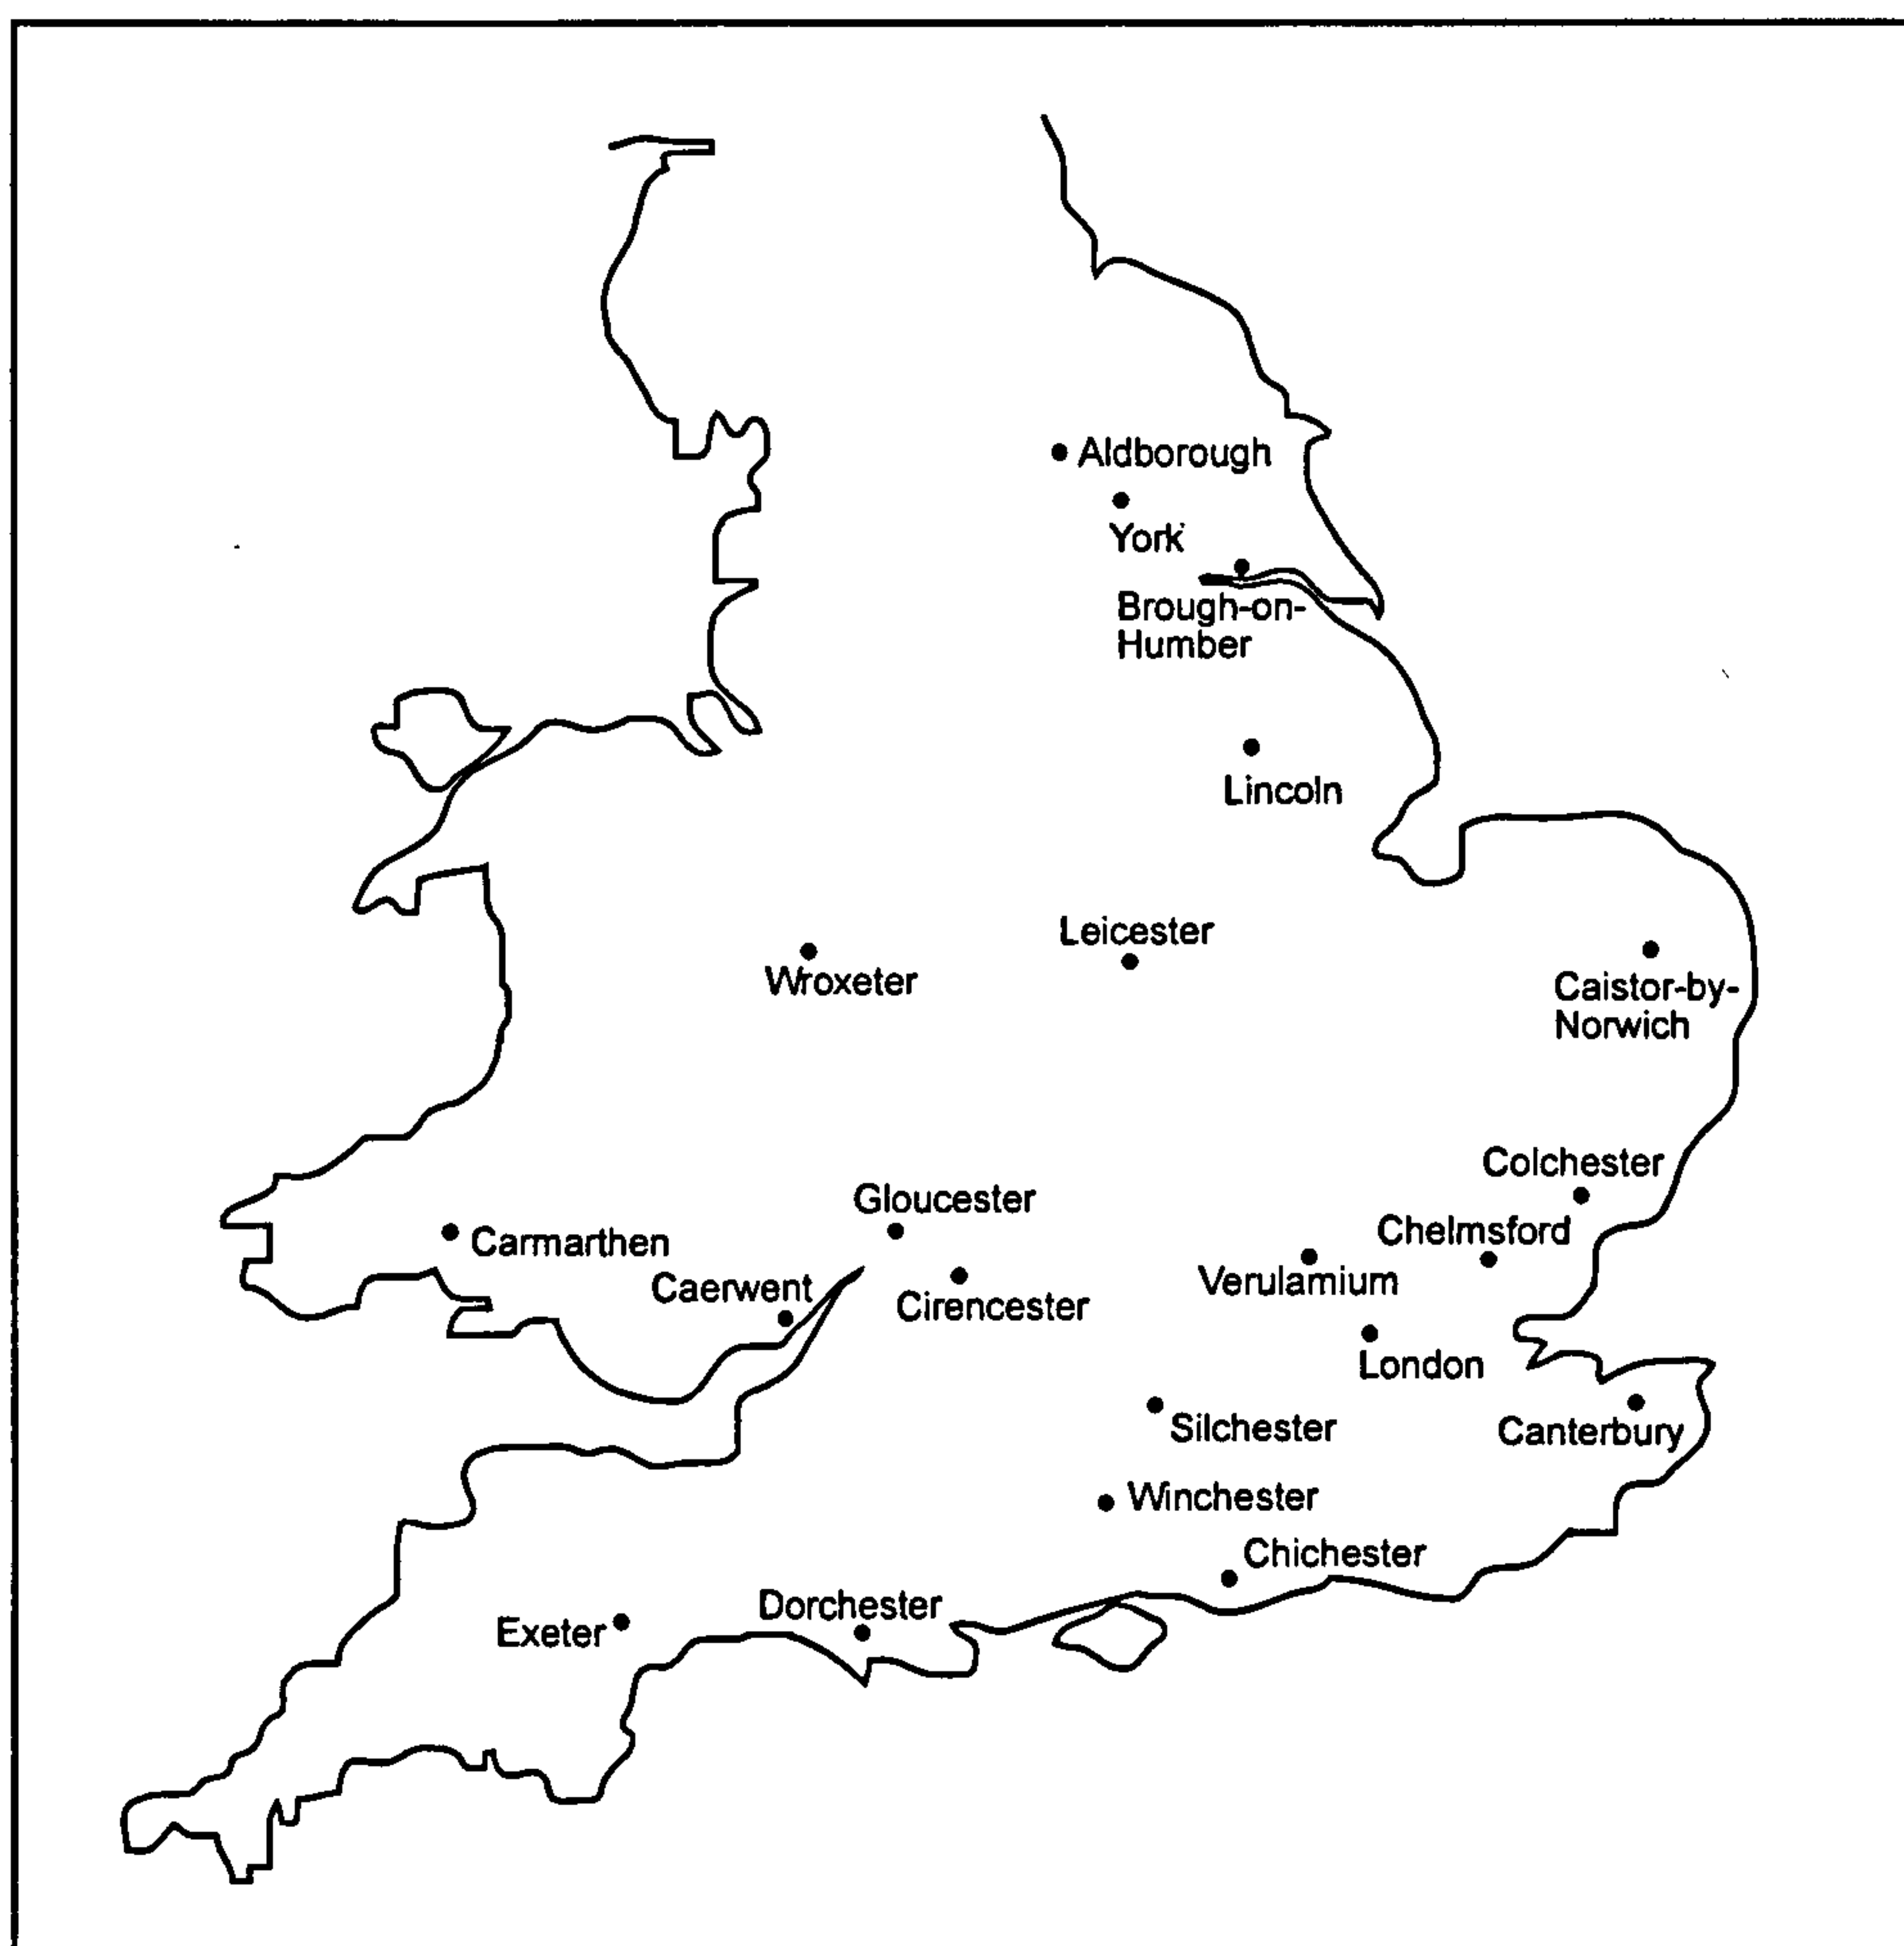 Aldborough
York
Brough-on-
Humber
Lincoln
Leicester
Wroxeter
Caistor-by-
Norwich
Colchester
Gloucester
Chelmsford
Carmarthen
Verulamium
Caerwent
Cirencester
London
Silchester
Canterbury
Winchester
Chichester
Dorchester
Exeter